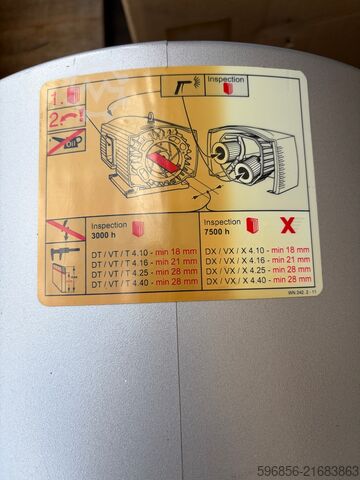 1.
2.
Inspection
OIL
Inspection
3000 h
Inspection
7500 h
X
DT / VT / T 4.10 - min 18 mm
DT / VT / T 4.16 - min 21 mm
DT / VT / T 4.25 - min 28 mm
DT / VT / T 4.40 - min 28 mm
DX / VX / X 4.10 - min 18 mm
DX / VX / X 4.16 - min 21 mm
DX / VX / X 4.25 - min 28 mm
DX / VX / X 4.40 - min 28 mm
596856-21683863